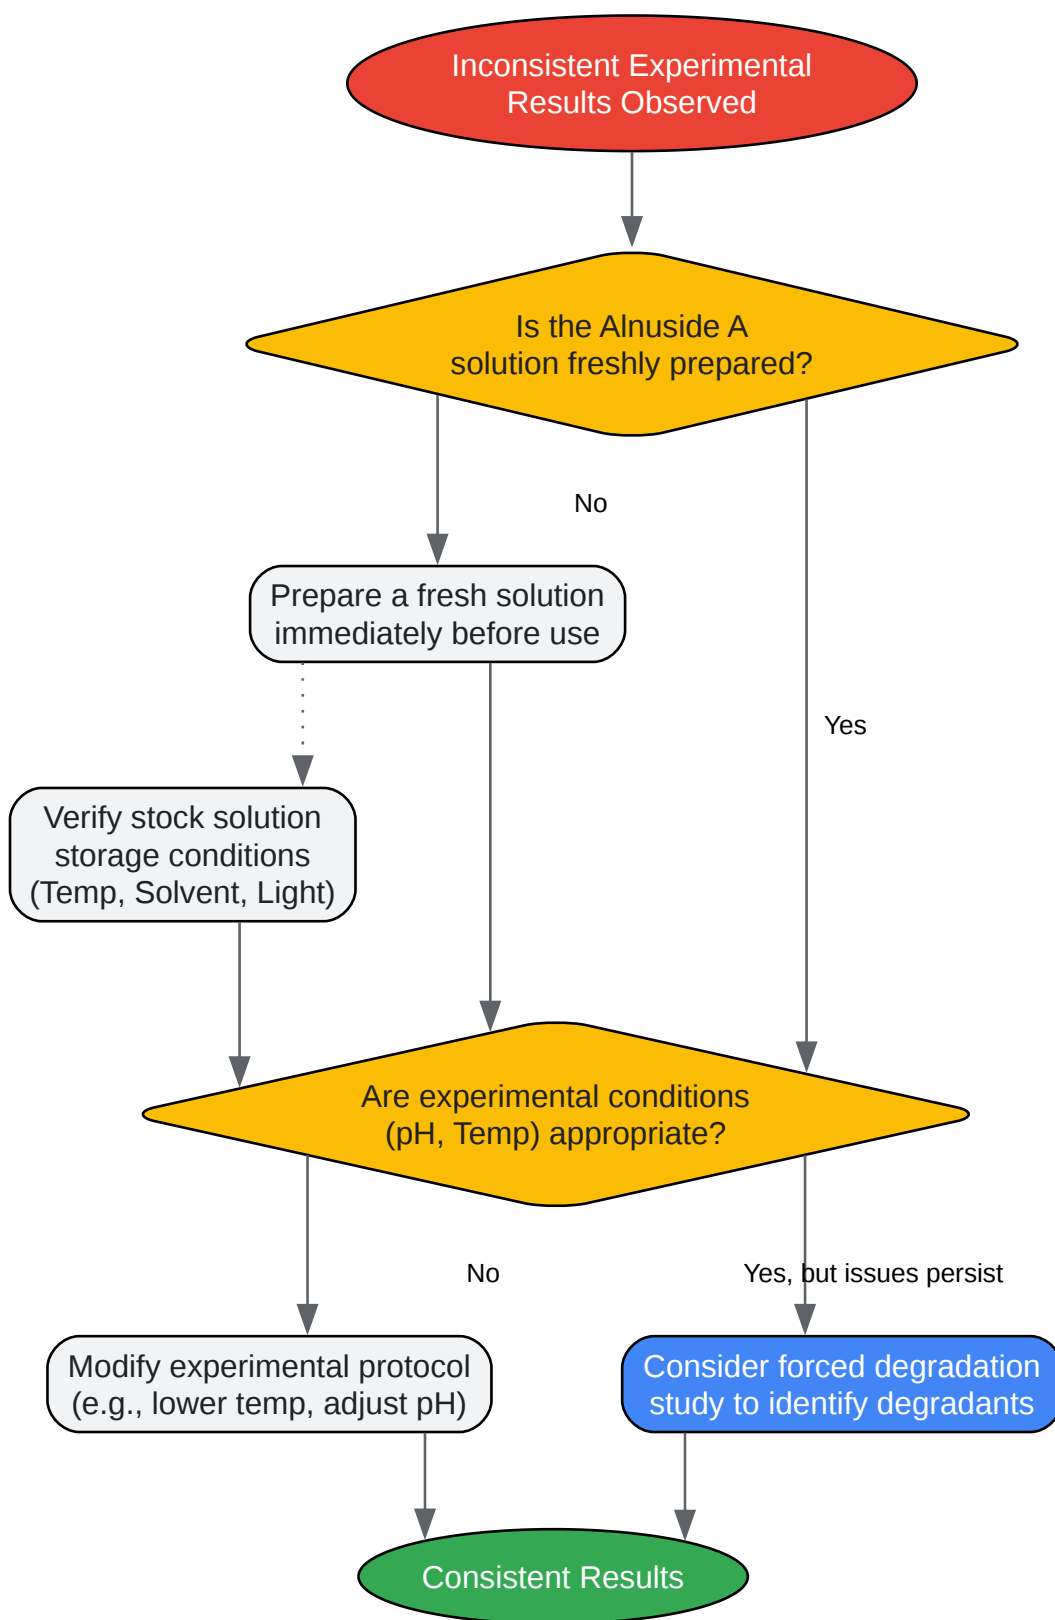 Inconsistent Experimental
Results Observed
Is the Alnuside A
solution freshly prepared?
No
Prepare a fresh solution
immediately before use
Yes
Verify stock solution
storage conditions
(Temp, Solvent, Light)
Are experimental conditions
(pH, Temp) appropriate?
No
Yes, but issues persist
Modify experimental protocol
(e.g., lower temp, adjust pH)
Consider forced degradation
study to identify degradants
Consistent Results